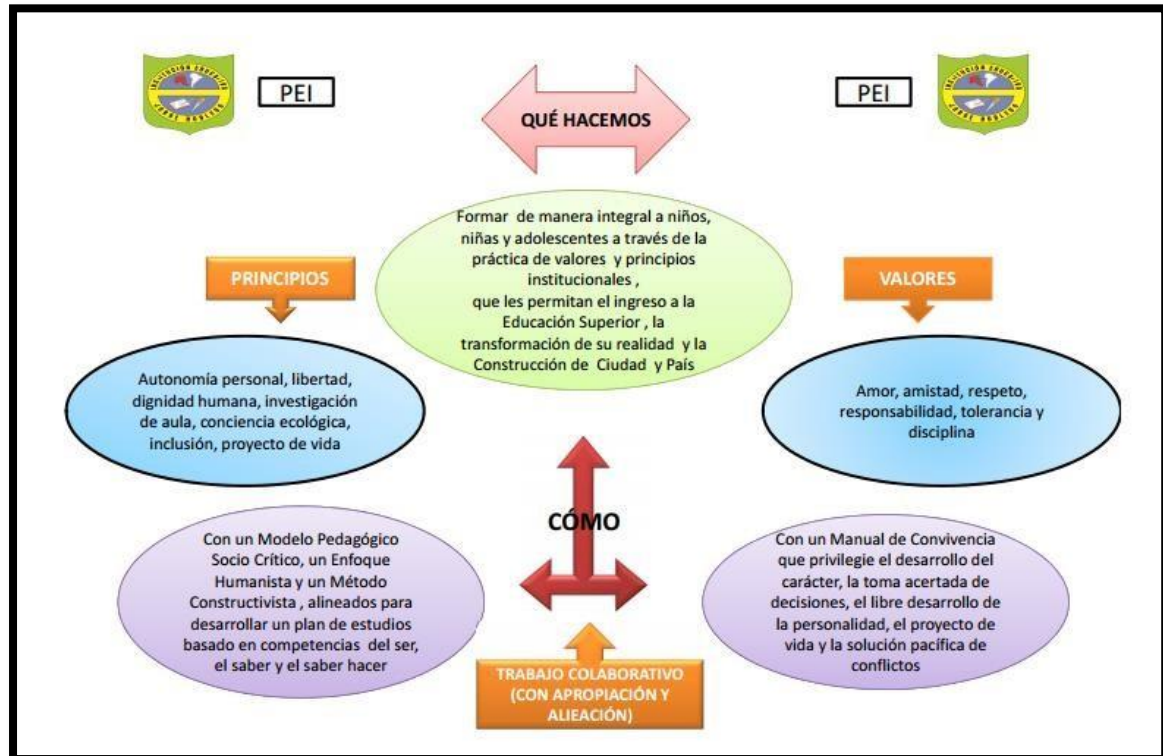 PEI
PEI
QUÉ HACEMOS
Formar de manera integral a niños,
niñas y adolescentes a través de la
práctica de valores y principios
institucionales ,
que les permitan el ingreso a la
Educación Superior , la
transformación de su realidad y la
Construcción de Ciudad y País
PRINCIPIOS
VALORES
Autonomía personal, libertad,
dignidad humana, investigación
de aula, conciencia ecológica,
inclusión, proyecto de vida
Amor, amistad, respeto,
responsabilidad, tolerancia y
disciplina
CÓMO
Con un Modelo Pedagógico
Socio Crítico, un Enfoque
Humanista y un Método
Constructivista , alineados para
desarrollar un plan de estudios
basado en competencias del ser,
el saber y el saber hacer
Con un Manual de Convivencia
que privilegie el desarrollo del
carácter, la toma acertada de
decisiones, el libre desarrollo de
la personalidad, el proyecto de
vida y la solución pacífica de
conflictos
TRABAJO COLABORATIVO
(CON APROPIACIÓN Y
ALIEACIÓN)